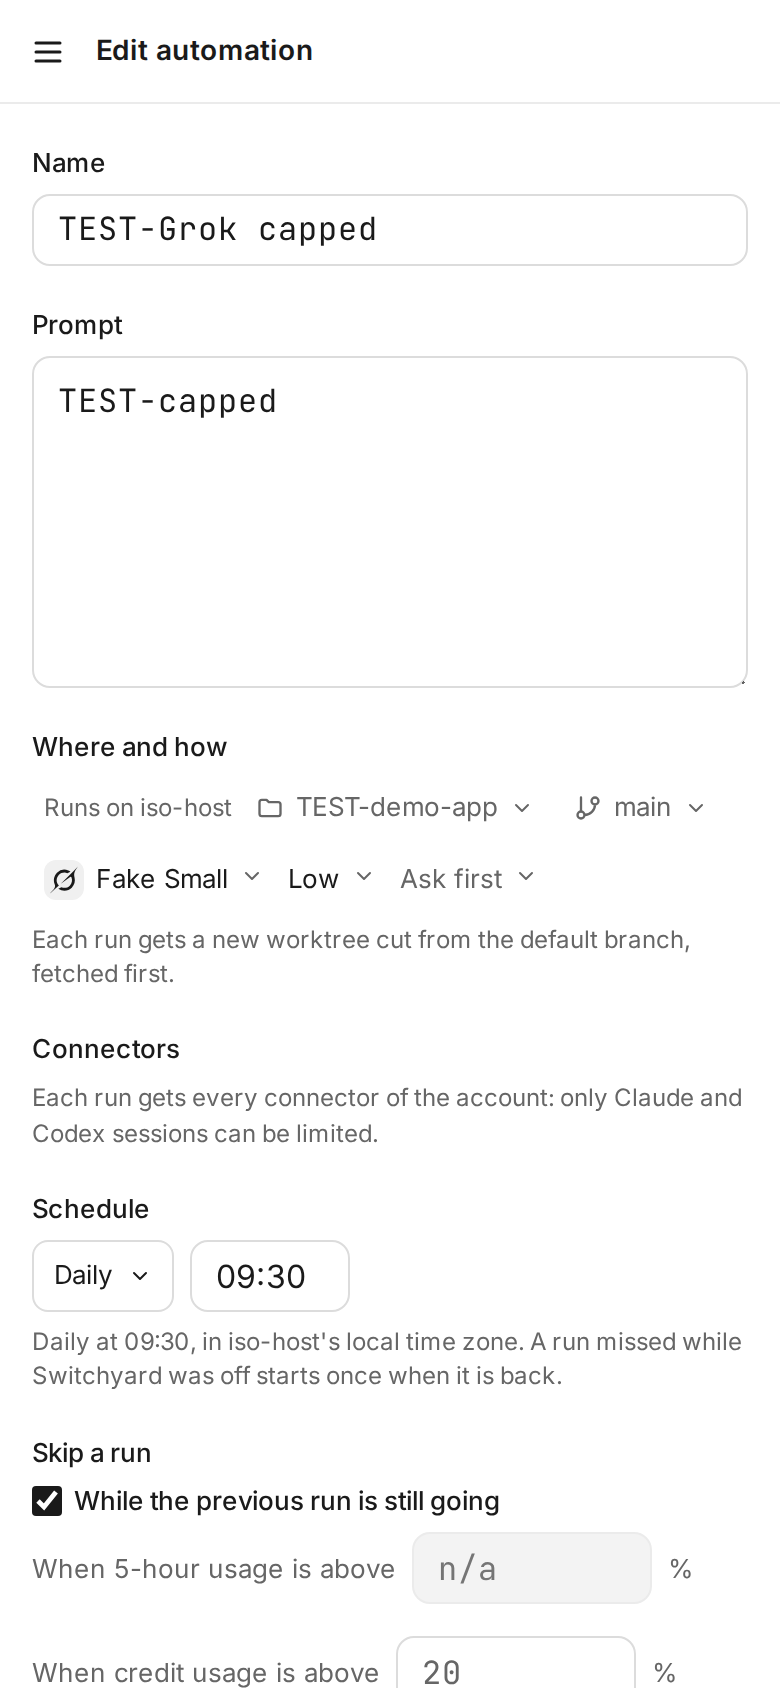 Edit automation
Name
TEST-Grok capped
Prompt
TEST-capped
Where and how
Runs on iso-host TEST-demo-app main
Fake Small Low Ask first
Each run gets a new worktree cut from the default branch,
fetched first.
Connectors
Each run gets every connector of the account: only Claude and
Codex sessions can be limited.
Schedule
Daily 09:30
Daily at 09:30, in iso-host's local time zone. A run missed while
Switchyard was off starts once when it is back.
Skip a run
While the previous run is still going
When 5-hour usage is above n/a %
When credit usage is above 20 %